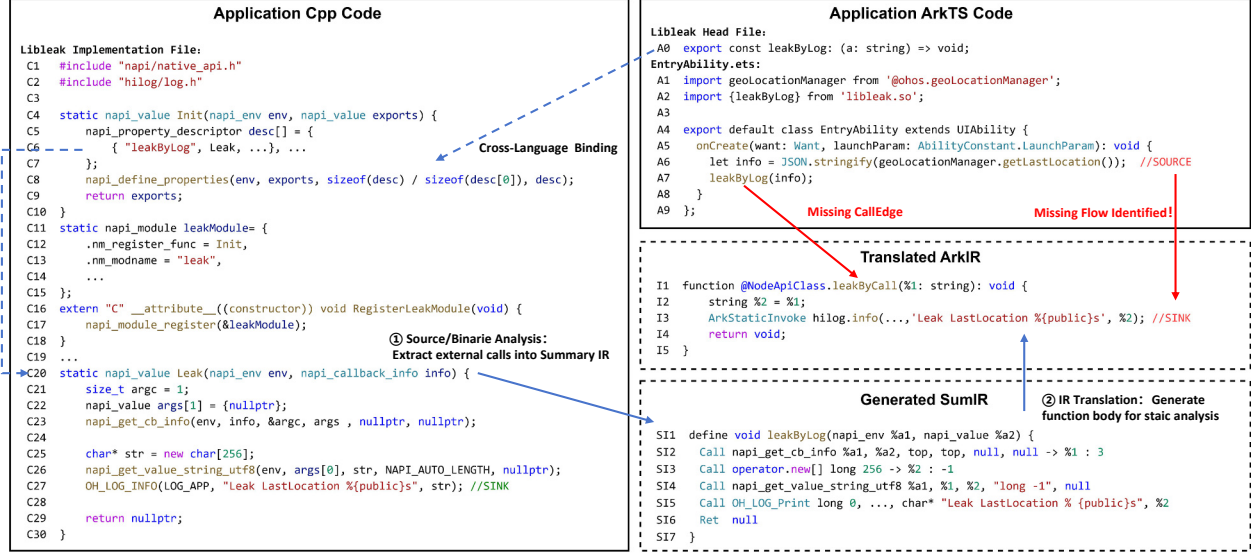 Application Cpp Code
Libleak Implementation File:
C1 #include "napi/native_api.h"
C2 #include "hilog/log.h"
C3
C4 static napi_value Init(napi_env env, napi_value exports) {
C5 napi_property_descriptor desc[] = {
C6 { "leakByLog", Leak, ...}, ...
C7 };
C8 napi_define_properties(env, exports, sizeof(desc) / sizeof(desc[0]), desc);
C9 return exports;
C10 }
C11 static napi_module leakModule= {
C12 .nm_register_func = Init,
C13 .nm_modname = "leak",
C14 ...
C15 };
C16 extern "C" __attribute__((constructor)) void RegisterLeakModule(void) {
C17 napi_module_register(&leakModule);
C18 }
C19 ...
C20 static napi_value Leak(napi_env env, napi_callback_info info) {
C21 size_t argc = 1;
C22 napi_value args[1] = {nullptr};
C23 napi_get_cb_info(env, info, &argc, args , nullptr, nullptr);
C24
C25 char* str = new char[256];
C26 napi_get_value_string_utf8(env, args[0], str, NAPI_AUTO_LENGTH, nullptr);
C27 OH_LOG_INFO(LOG_APP, "Leak LastLocation %{public}s", str); //SINK
C28
C29 return nullptr;
C30 }
Cross-Language Binding
① Source/Binarie Analysis:
Extract external calls into Summary IR
Application ArkTS Code
Libleak Head File:
A0 export const leakByLog: (a: string) => void;
EntryAbility.ets:
A1 import geoLocationManager from '@ohos.geoLocationManager';
A2 import {leakByLog} from 'libleak.so';
A3
A4 export default class EntryAbility extends UIAbility {
A5 onCreate(want: Want, launchParam: AbilityConstant.LaunchParam): void {
A6 let info = JSON.stringify(geoLocationManager.getLastLocation()); //SOURCE
A7 leakByLog(info);
A8 }
A9 };
Missing CallEdge
Missing Flow Identified!
Translated ArkIR
I1 function @NodeApiClass.leakByCall(%1: string): void {
I2 string %2 = %1;
I3 ArkStaticInvoke hilog.info(...,'Leak LastLocation %{public}s', %2); //SINK
I4 return void;
I5 }
Generated SumIR
② IR Translation: Generate
function body for staic analysis
SI1 define void leakByLog(napi_env %a1, napi_value %a2) {
SI2 Call napi_get_cb_info %a1, %a2, top, top, null, null -> %1 : 3
SI3 Call operator.new[] long 256 -> %2 : -1
SI4 Call napi_get_value_string_utf8 %a1, %1, %2, "long -1", null
SI5 Call OH_LOG_Print long 0, ..., char* "Leak LastLocation % {public}s", %2
SI6 Ret null
SI7 }